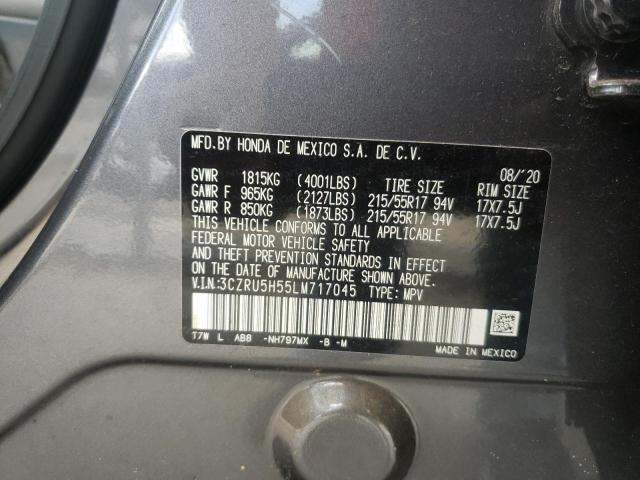 MFD.BY HONDA DE MEXICO S.A. DE C.V. 08/'20
GVWR 1815KG (4001LBS) TIRE SIZE RIM SIZE
GAWR F 965KG (2127LBS) 215/55R17 94V 17X7.5J
GAWR R 850KG (1873LBS) 215/55R17 94V 17X7.5J
THIS VEHICLE CONFORMS TO ALL APPLICABLE
FEDERAL MOTOR VEHICLE SAFETY
AND THEFT PREVENTION STANDARDS IN EFFECT
ON THE DATE OF MANUFACTURE SHOWN ABOVE.
V.I.N:3CZRU5H55LM717045 TYPE: MPV
T7W L AB8 -NH797MX -B -M MADE IN MEXICO